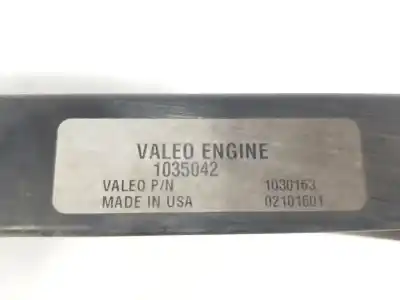 VALEO ENGINE
1035042
VALEO P/N 1030163
MADE IN USA 02101601